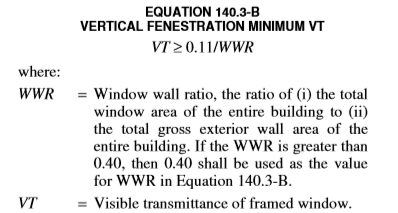 EQUATION 140.3-B
VERTICAL FENESTRATION MINIMUM VT
VT ≥ 0.11/WWR
where:
WWR = Window wall ratio, the ratio of (i) the total
window area of the entire building to (ii)
the total gross exterior wall area of the
entire building. If the WWR is greater than
0.40, then 0.40 shall be used as the value
for WWR in Equation 140.3-B.
VT = Visible transmittance of framed window.